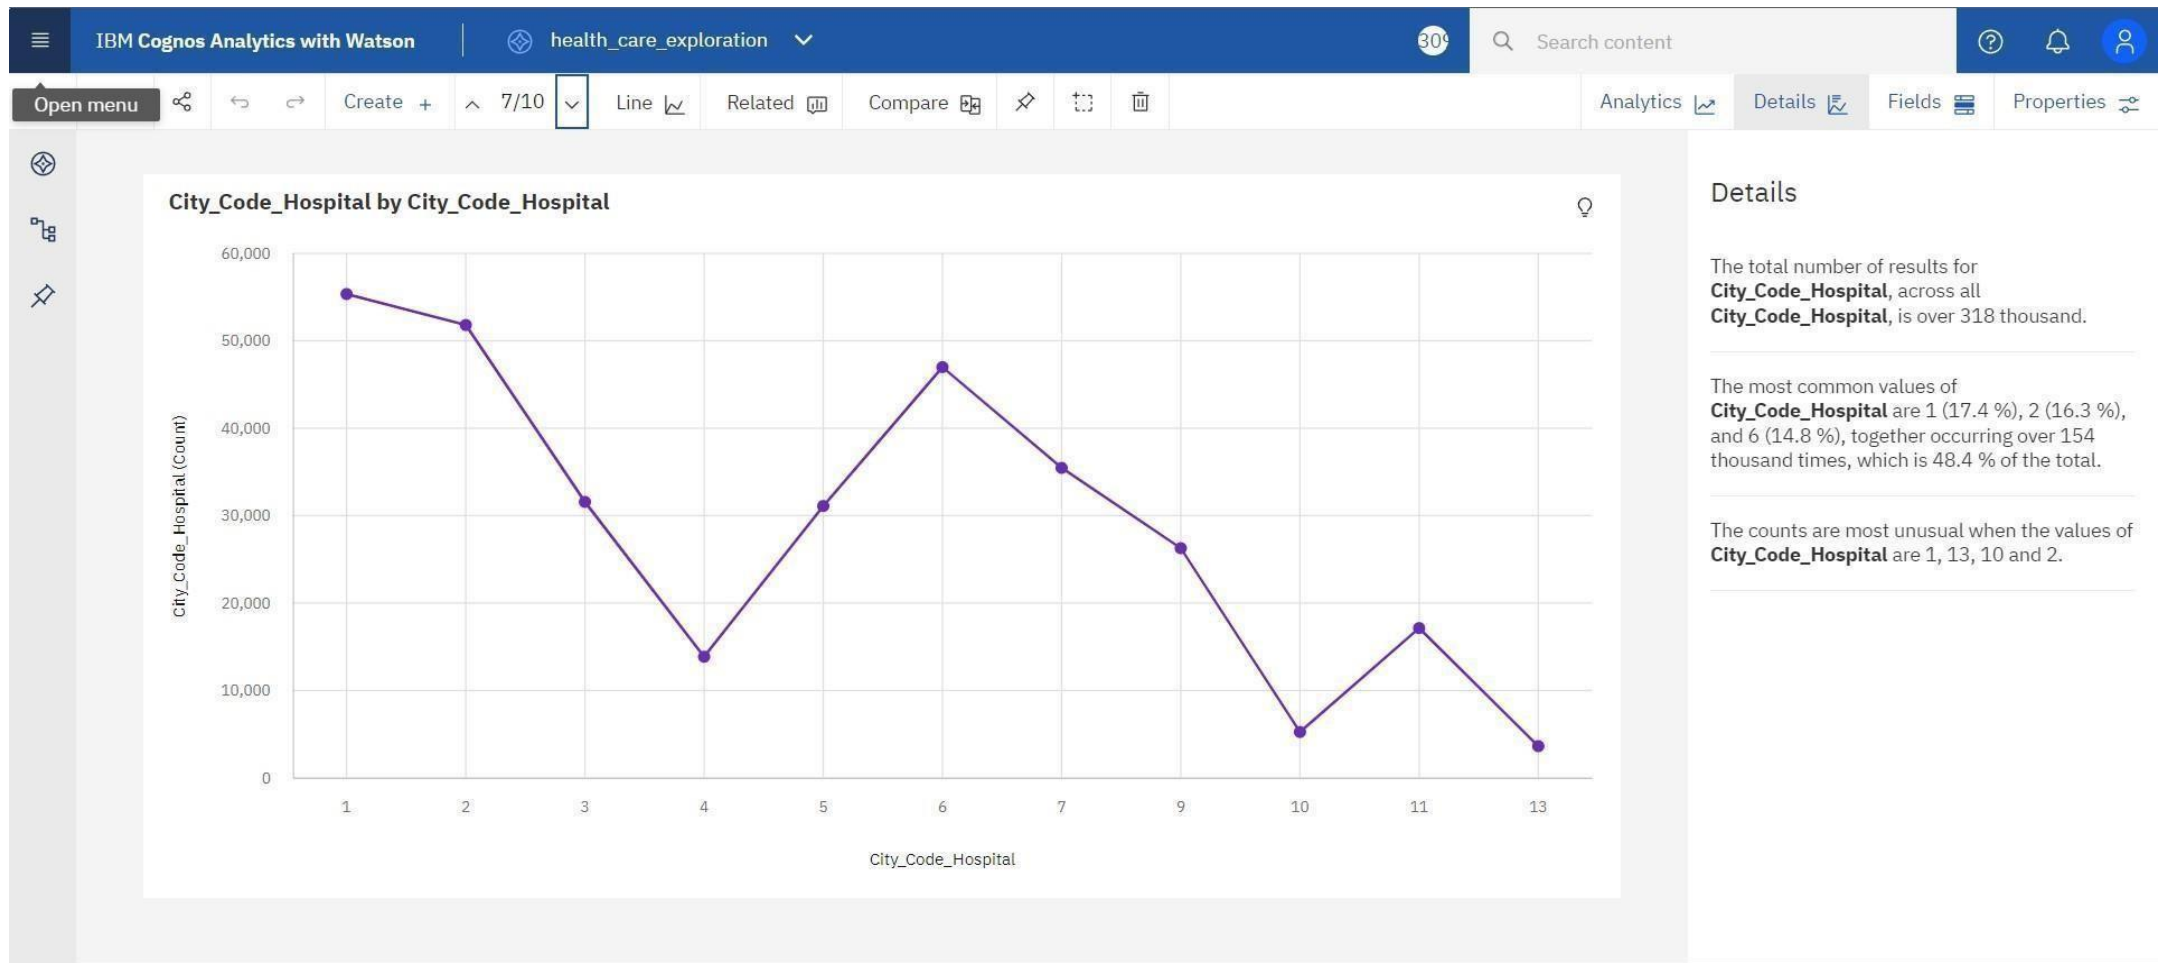 IBM Cognos Analytics with Watson
health_care_exploration
Search content
Open menu
Create +
7/10
Line
Related
Compare
Analytics
Details
Fields
Properties
City_Code_Hospital by City_Code_Hospital
60,000
50,000
40,000
30,000
20,000
10,000
0
City_Code_Hospital (Count)
1 2 3 4 5 6 7 9 10 11 13
City_Code_Hospital
Details
The total number of results for
City_Code_Hospital, across all
City_Code_Hospital, is over 318 thousand.
The most common values of
City_Code_Hospital are 1 (17.4 %), 2 (16.3 %),
and 6 (14.8 %), together occurring over 154
thousand times, which is 48.4 % of the total.
The counts are most unusual when the values of
City_Code_Hospital are 1, 13, 10 and 2.